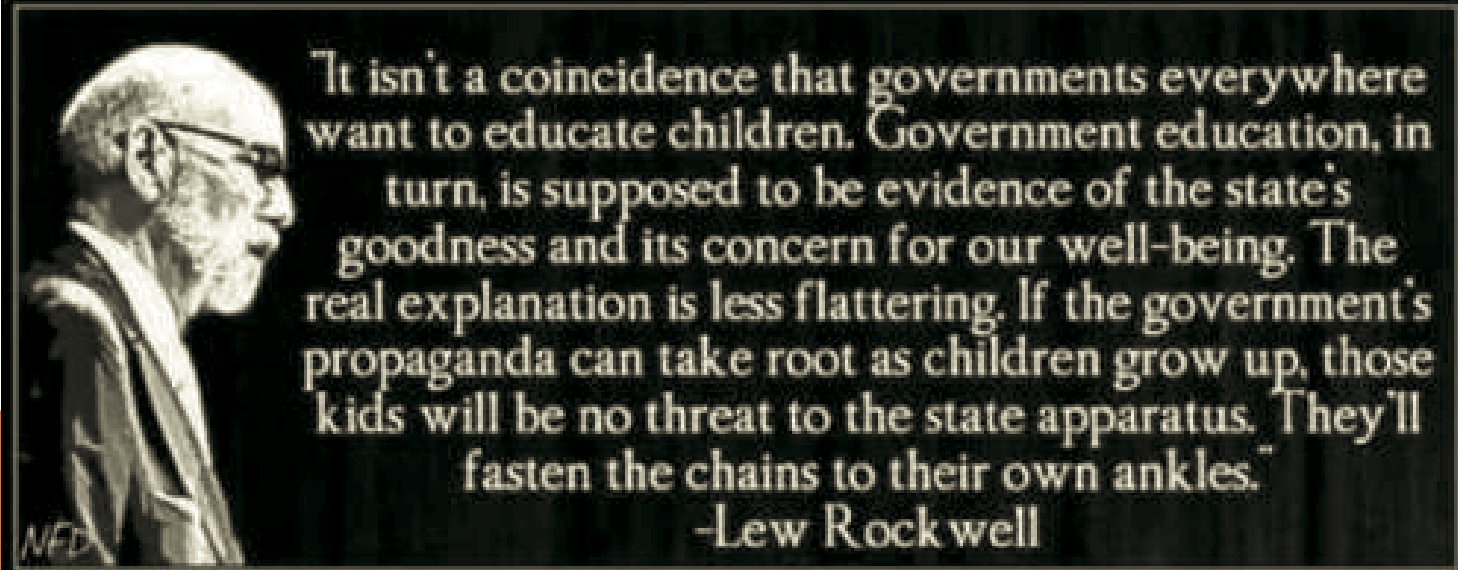 "It isn't a coincidence that governments everywhere
want to educate children. Government education, in
turn, is supposed to be evidence of the state's
goodness and its concern for our well-being. The
real explanation is less flattering. If the government's
propaganda can take root as children grow up, those
kids will be no threat to the state apparatus. They'll
fasten the chains to their own ankles."
-Lew Rockwell
NFD